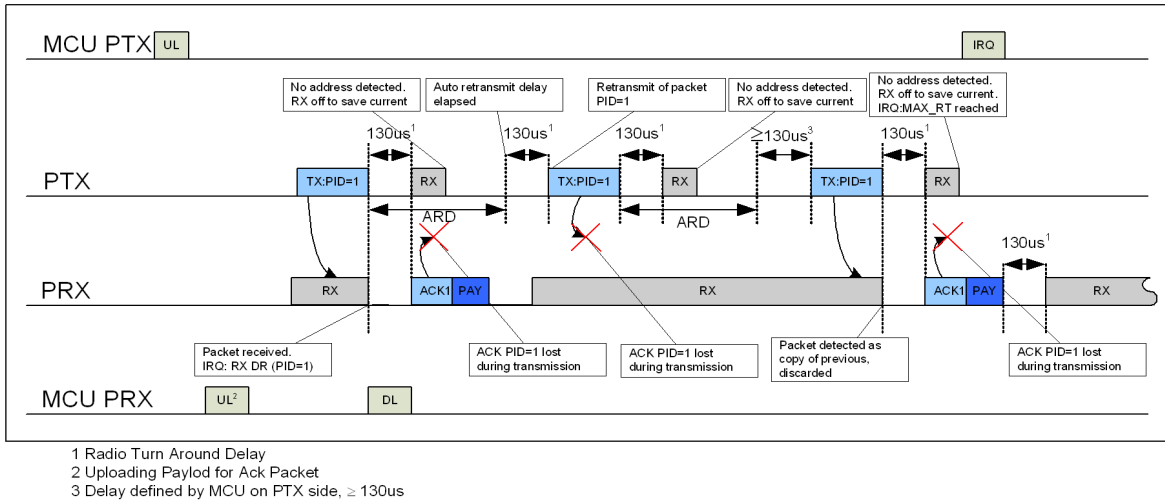 MCU PTX
UL
IRQ
No address detected.
RX off to save current
Auto retransmit delay
elapsed
Retransmit of packet
PID=1
No address detected.
RX off to save current
No address detected.
RX off to save current.
IRQ:MAX_RT reached
130us¹
130us¹
130us¹
≥130us³
130us¹
PTX
TX:PID=1
RX
TX:PID=1
RX
TX:PID=1
RX
ARD
ARD
130us¹
PRX
RX
ACK1
PAY
RX
ACK1
PAY
RX
Packet received.
IRQ: RX DR (PID=1)
ACK PID=1 lost
during transmission
ACK PID=1 lost
during transmission
Packet detected as
copy of previous,
discarded
ACK PID=1 lost
during transmission
MCU PRX
UL²
DL
1 Radio Turn Around Delay
2 Uploading Paylod for Ack Packet
3 Delay defined by MCU on PTX side, ≥ 130us